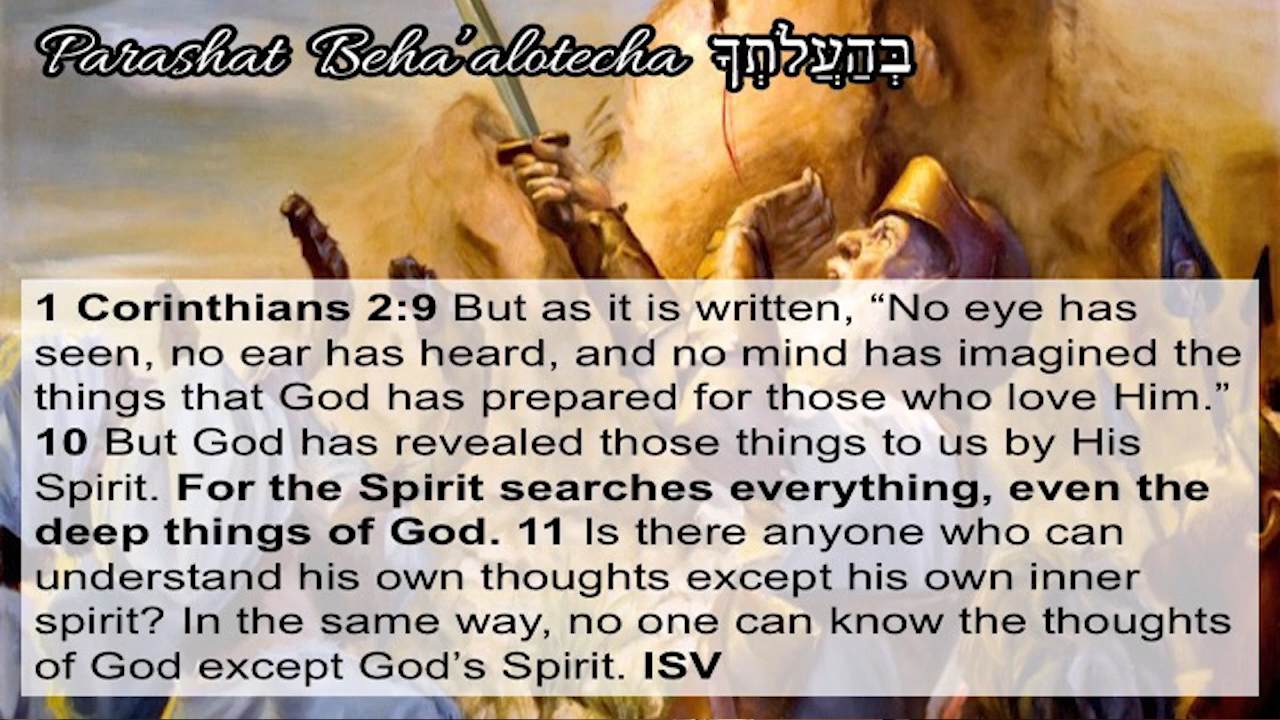 Parashat Beha'alotecha בְּהַעֲלֹתְךָ
1 Corinthians 2:9 But as it is written, “No eye has
seen, no ear has heard, and no mind has imagined the
things that God has prepared for those who love Him.”
10 But God has revealed those things to us by His
Spirit. For the Spirit searches everything, even the
deep things of God. 11 Is there anyone who can
understand his own thoughts except his own inner
spirit? In the same way, no one can know the thoughts
of God except God’s Spirit. ISV